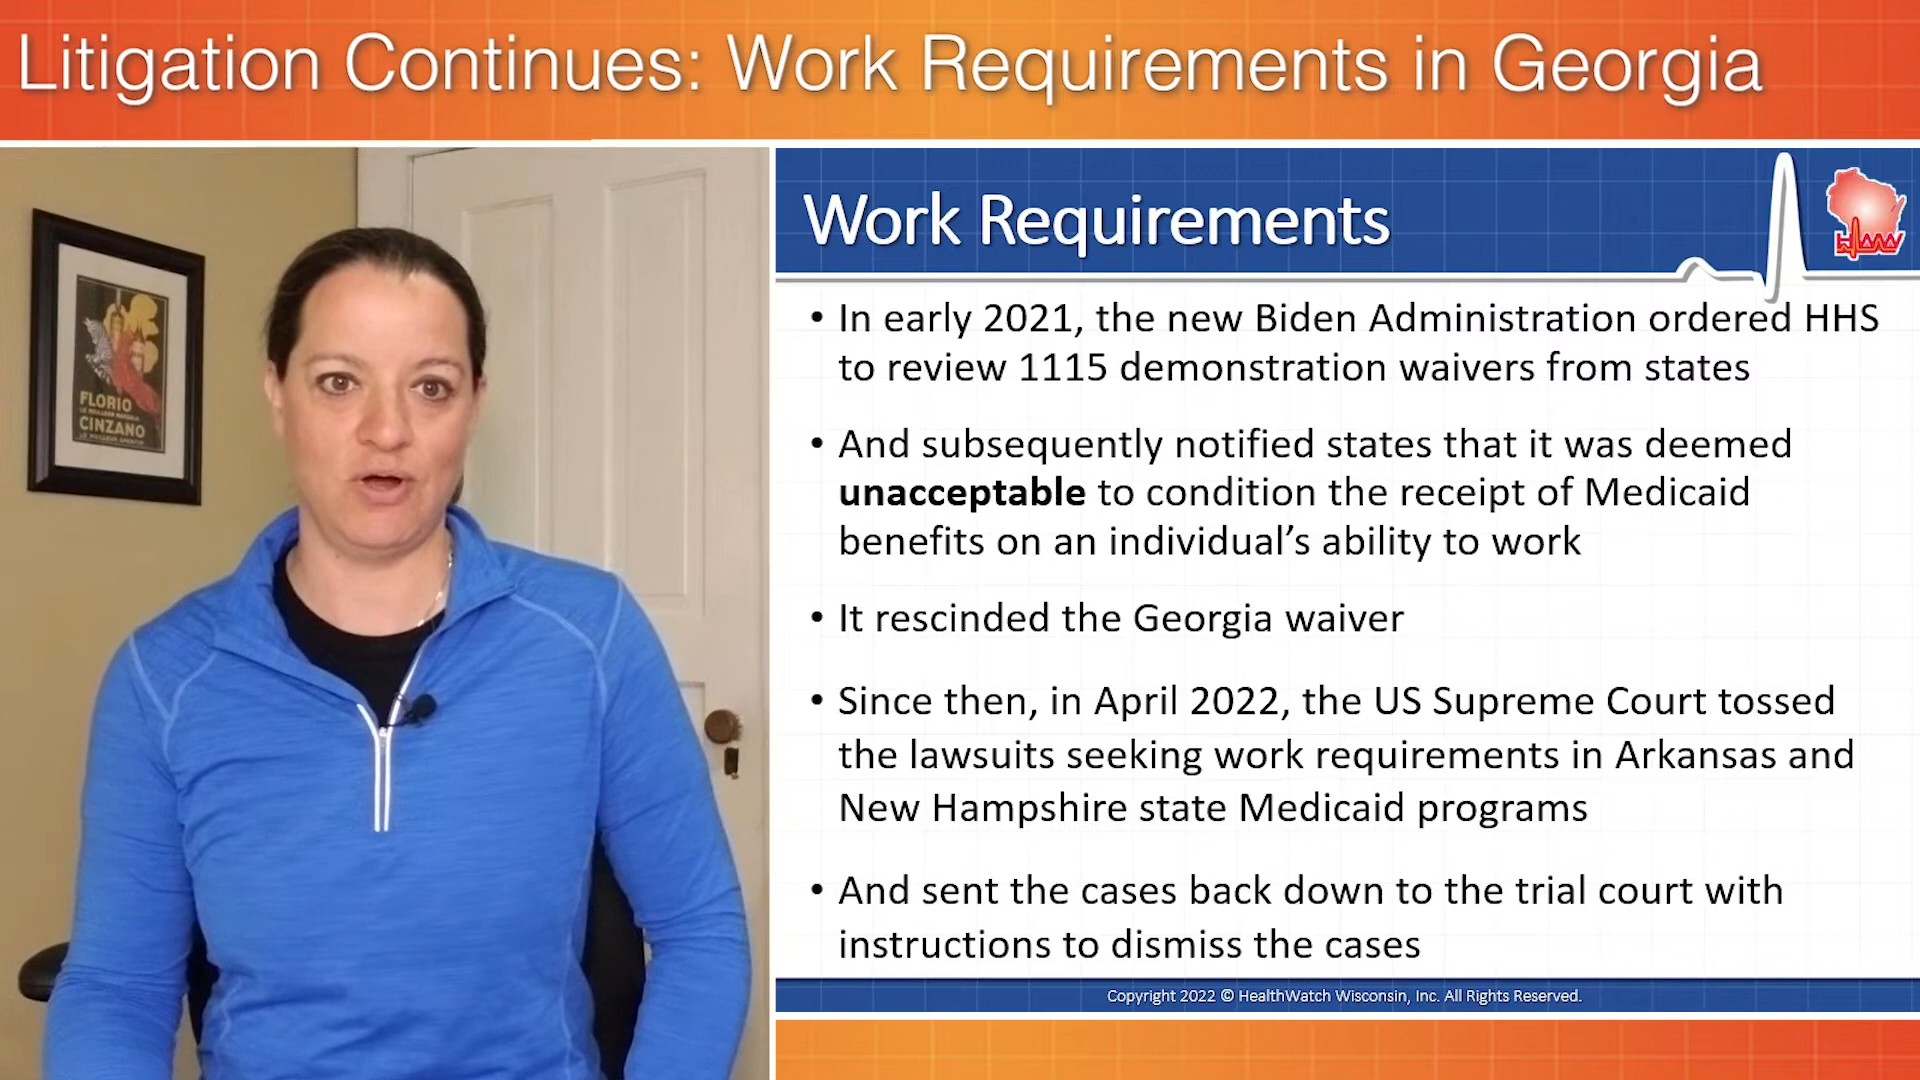 Litigation Continues: Work Requirements in Georgia
FLORIO
CINZANO
Work Requirements
• In early 2021, the new Biden Administration ordered HHS
to review 1115 demonstration waivers from states
• And subsequently notified states that it was deemed
unacceptable to condition the receipt of Medicaid
benefits on an individual’s ability to work
• It rescinded the Georgia waiver
• Since then, in April 2022, the US Supreme Court tossed
the lawsuits seeking work requirements in Arkansas and
New Hampshire state Medicaid programs
• And sent the cases back down to the trial court with
instructions to dismiss the cases
Copyright 2022 © HealthWatch Wisconsin, Inc. All Rights Reserved.